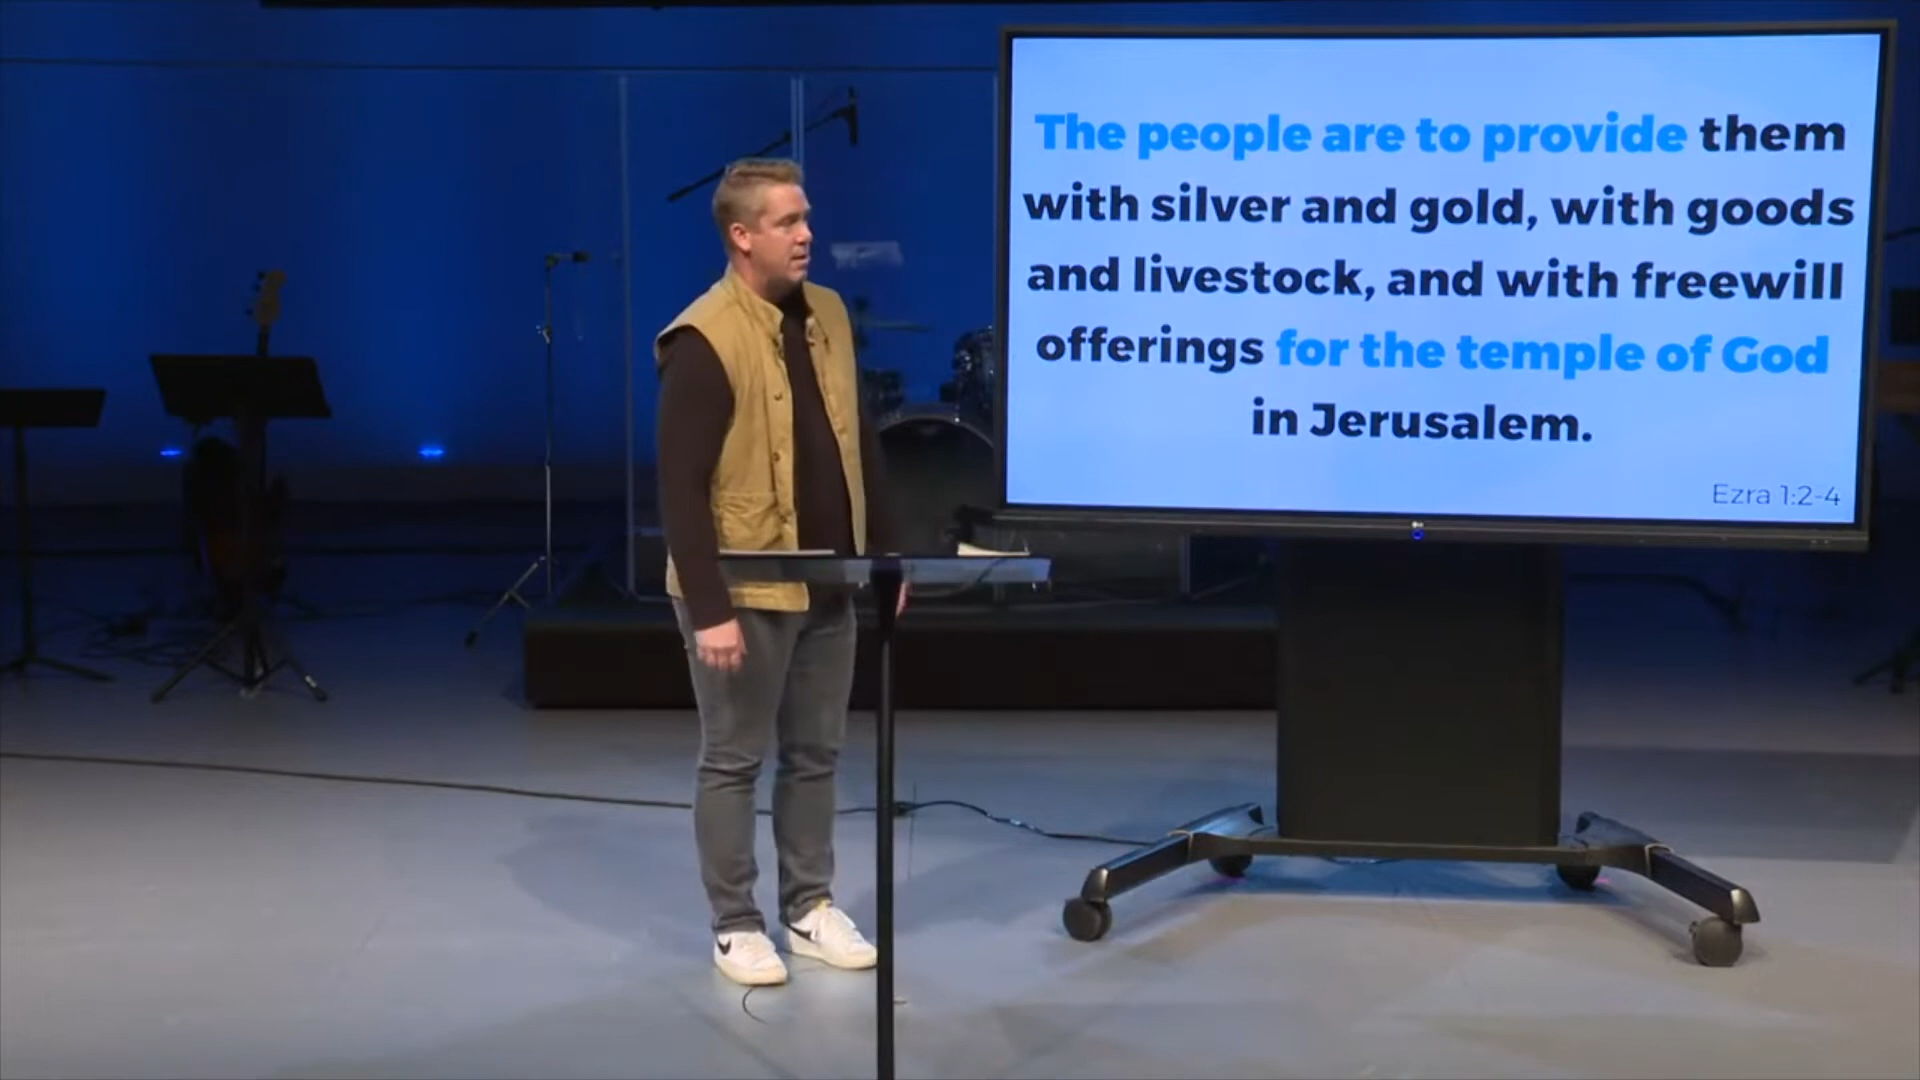 The people are to provide them
with silver and gold, with goods
and livestock, and with freewill
offerings for the temple of God
in Jerusalem.
Ezra 1:2-4